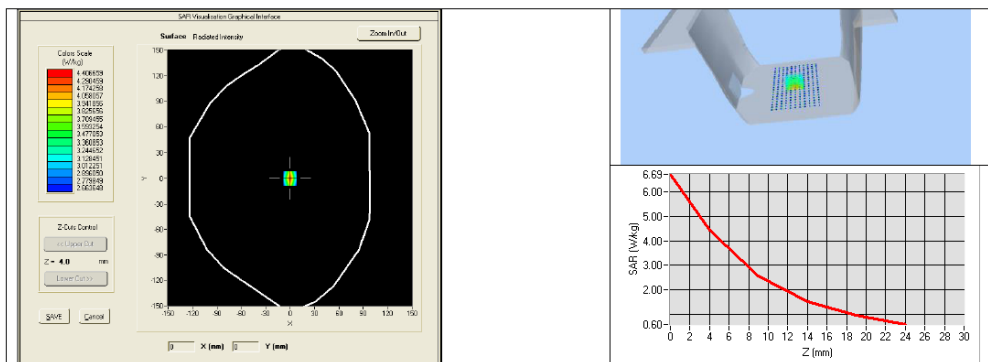 SAR Visualisation Graphical Interface
Surface Radiated Intensity
Zoom In/Out
Colors Scale
(W/kg)
4.406659
4.290459
4.174259
4.058057
3.941856
3.825656
3.709455
3.593254
3.477053
3.360853
3.244652
3.128451
3.012251
2.896050
2.779849
2.663648
Z-Cuts Control
<< Upper Cut
Z = 4.0 mm
Lower Cut >>
SAVE Cancel
150
120
90
60
30
0
-30
-60
-90
-120
-150
Y
-150 -120 -90 -60 -30 0 30 60 90 120 150
X
0 X (mm) 0 Y (mm)
6.69
6.00
5.00
4.00
3.00
2.00
0.60
SAR (W/kg)
0 2 4 6 8 10 12 14 16 18 20 22 24 26 28 30
Z (mm)